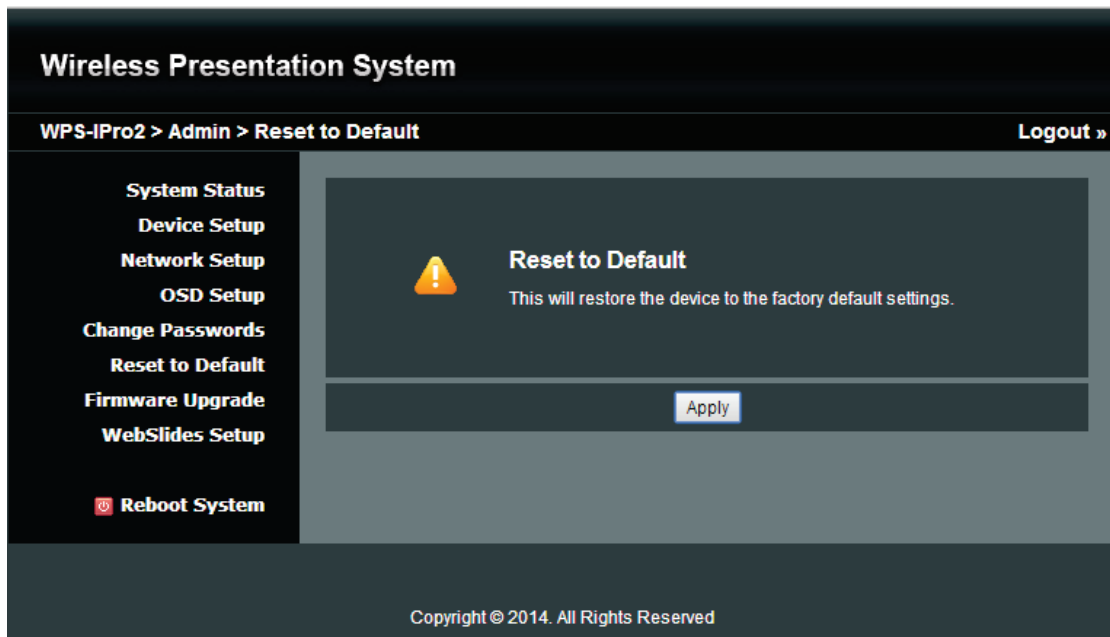 Wireless Presentation System
WPS-IPro2 > Admin > Reset to Default
Logout »
System Status
Device Setup
Network Setup
OSD Setup
Change Passwords
Reset to Default
Firmware Upgrade
WebSlides Setup
Reboot System
Reset to Default
This will restore the device to the factory default settings.
Apply
Copyright © 2014. All Rights Reserved